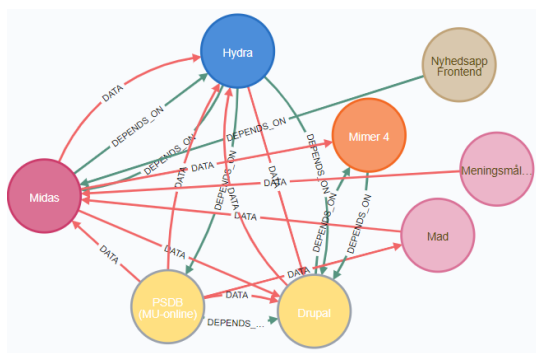 Hydra
Nyhedsapp
Frontend
DATA
DEPENDS_ON
DEPENDS_ON
DEPENDS_ON
Mimer 4
DATA
DATA
DEPENDS_ON
DATA
DATA
Meningsmål...
Midas
DATA
DEPENDS_ON
DEPENDS_ON
DEPENDS_ON
DATA
Mad
DATA
DATA
DATA
DATA
PSDB
(MU-online)
DATA
Drupal
DEPENDS_...